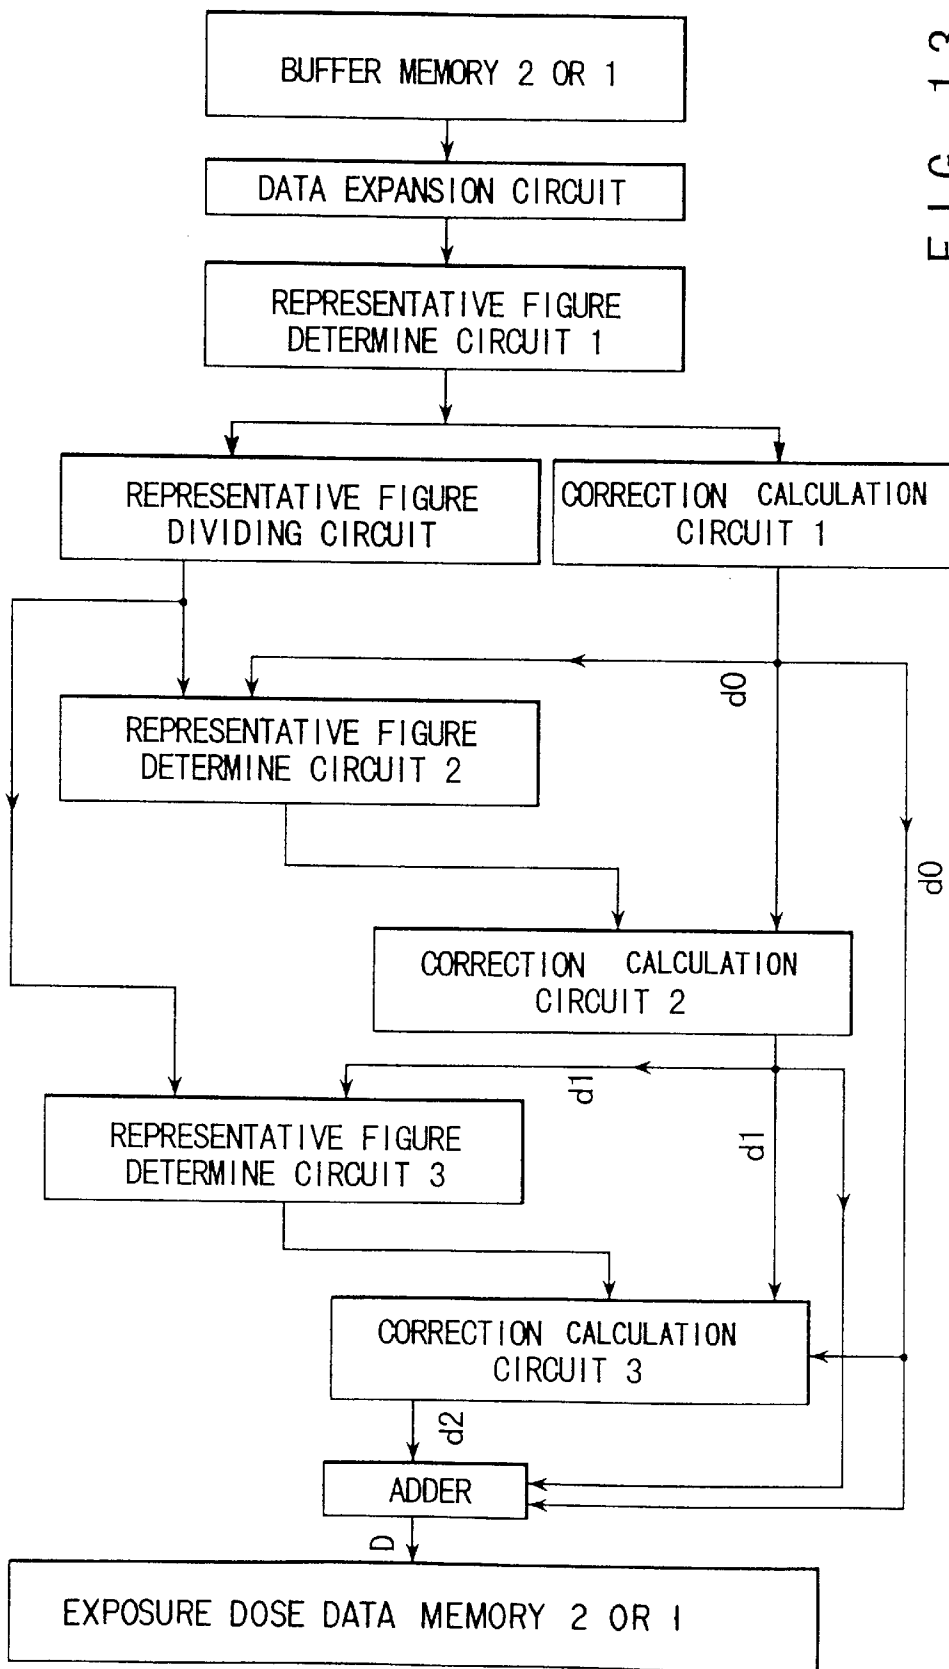 FIG. 13
BUFFER MEMORY 2 OR 1
DATA EXPANSION CIRCUIT
REPRESENTATIVE FIGURE
DETERMINE CIRCUIT 1
REPRESENTATIVE FIGURE
DIVIDING CIRCUIT
CORRECTION CALCULATION
CIRCUIT 1
d0
REPRESENTATIVE FIGURE
DETERMINE CIRCUIT 2
d0
CORRECTION CALCULATION
CIRCUIT 2
d1
d1
REPRESENTATIVE FIGURE
DETERMINE CIRCUIT 3
CORRECTION CALCULATION
CIRCUIT 3
d2
ADDER
D
EXPOSURE DOSE DATA MEMORY 2 OR 1